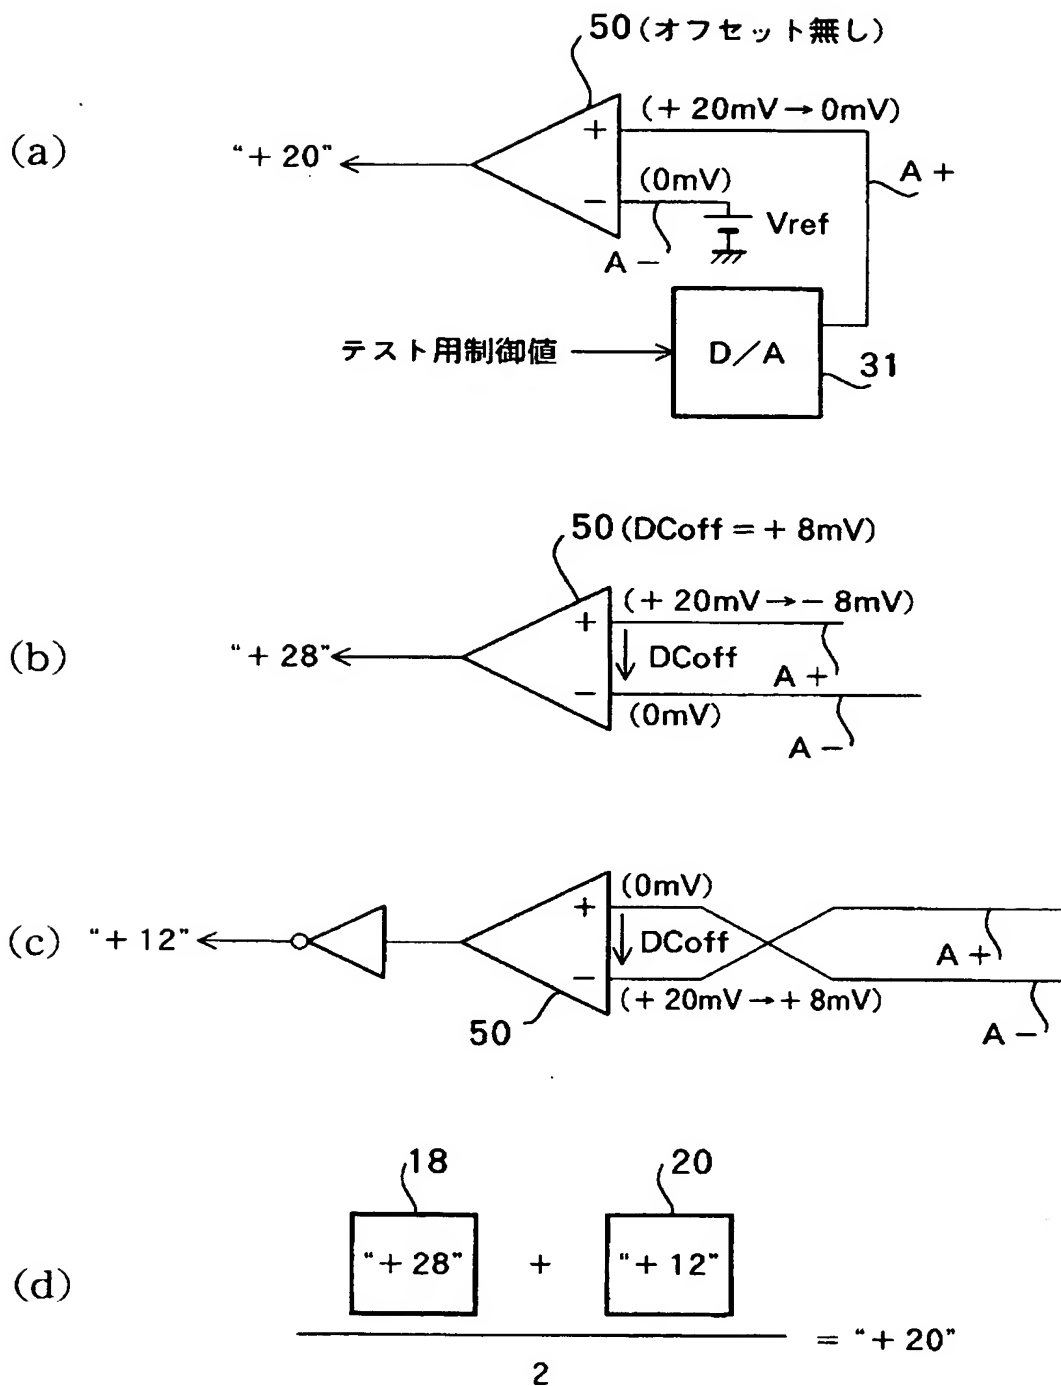 50(オフセット無し)
(a)
(+20mV→0mV)
+
"+20"
A+
(0mV)
−
Vref
A−
テスト用制御値
D/A
31
50(DCoff=+8mV)
(+20mV→−8mV)
+
(b)
"+28"
DCoff
A+
−
(0mV)
A−
(0mV)
+
(c)
"+12"
DCoff
A+
−
(+20mV→+8mV)
50
A−
18
20
"+28" + "+12"
(d)
= "+20"
2